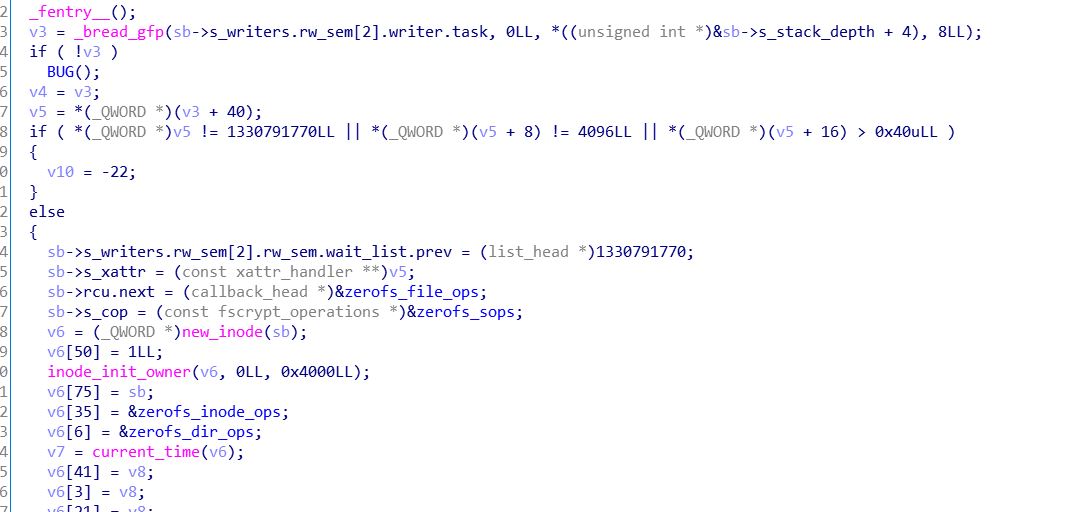 2 _fentry__();
3 v3 = _bread_gfp(sb->s_writers.rw_sem[2].writer.task, 0LL, *((unsigned int *)&sb->s_stack_depth + 4), 8LL);
4 if ( !v3 )
5 BUG();
6 v4 = v3;
7 v5 = *(_QWORD *)(v3 + 40);
8 if ( *(_QWORD *)v5 != 1330791770LL || *(_QWORD *)(v5 + 8) != 4096LL || *(_QWORD *)(v5 + 16) > 0x40uLL )
9 {
0 v10 = -22;
1 }
2 else
3 {
4 sb->s_writers.rw_sem[2].rw_sem.wait_list.prev = (list_head *)1330791770;
5 sb->s_xattr = (const xattr_handler **)v5;
6 sb->rcu.next = (callback_head *)&zerofs_file_ops;
7 sb->s_cop = (const fscrypt_operations *)&zerofs_sops;
8 v6 = (_QWORD *)new_inode(sb);
9 v6[50] = 1LL;
0 inode_init_owner(v6, 0LL, 0x4000LL);
1 v6[75] = sb;
2 v6[35] = &zerofs_inode_ops;
3 v6[6] = &zerofs_dir_ops;
4 v7 = current_time(v6);
5 v6[41] = v8;
6 v6[3] = v8;
7 v6[21] = v8;